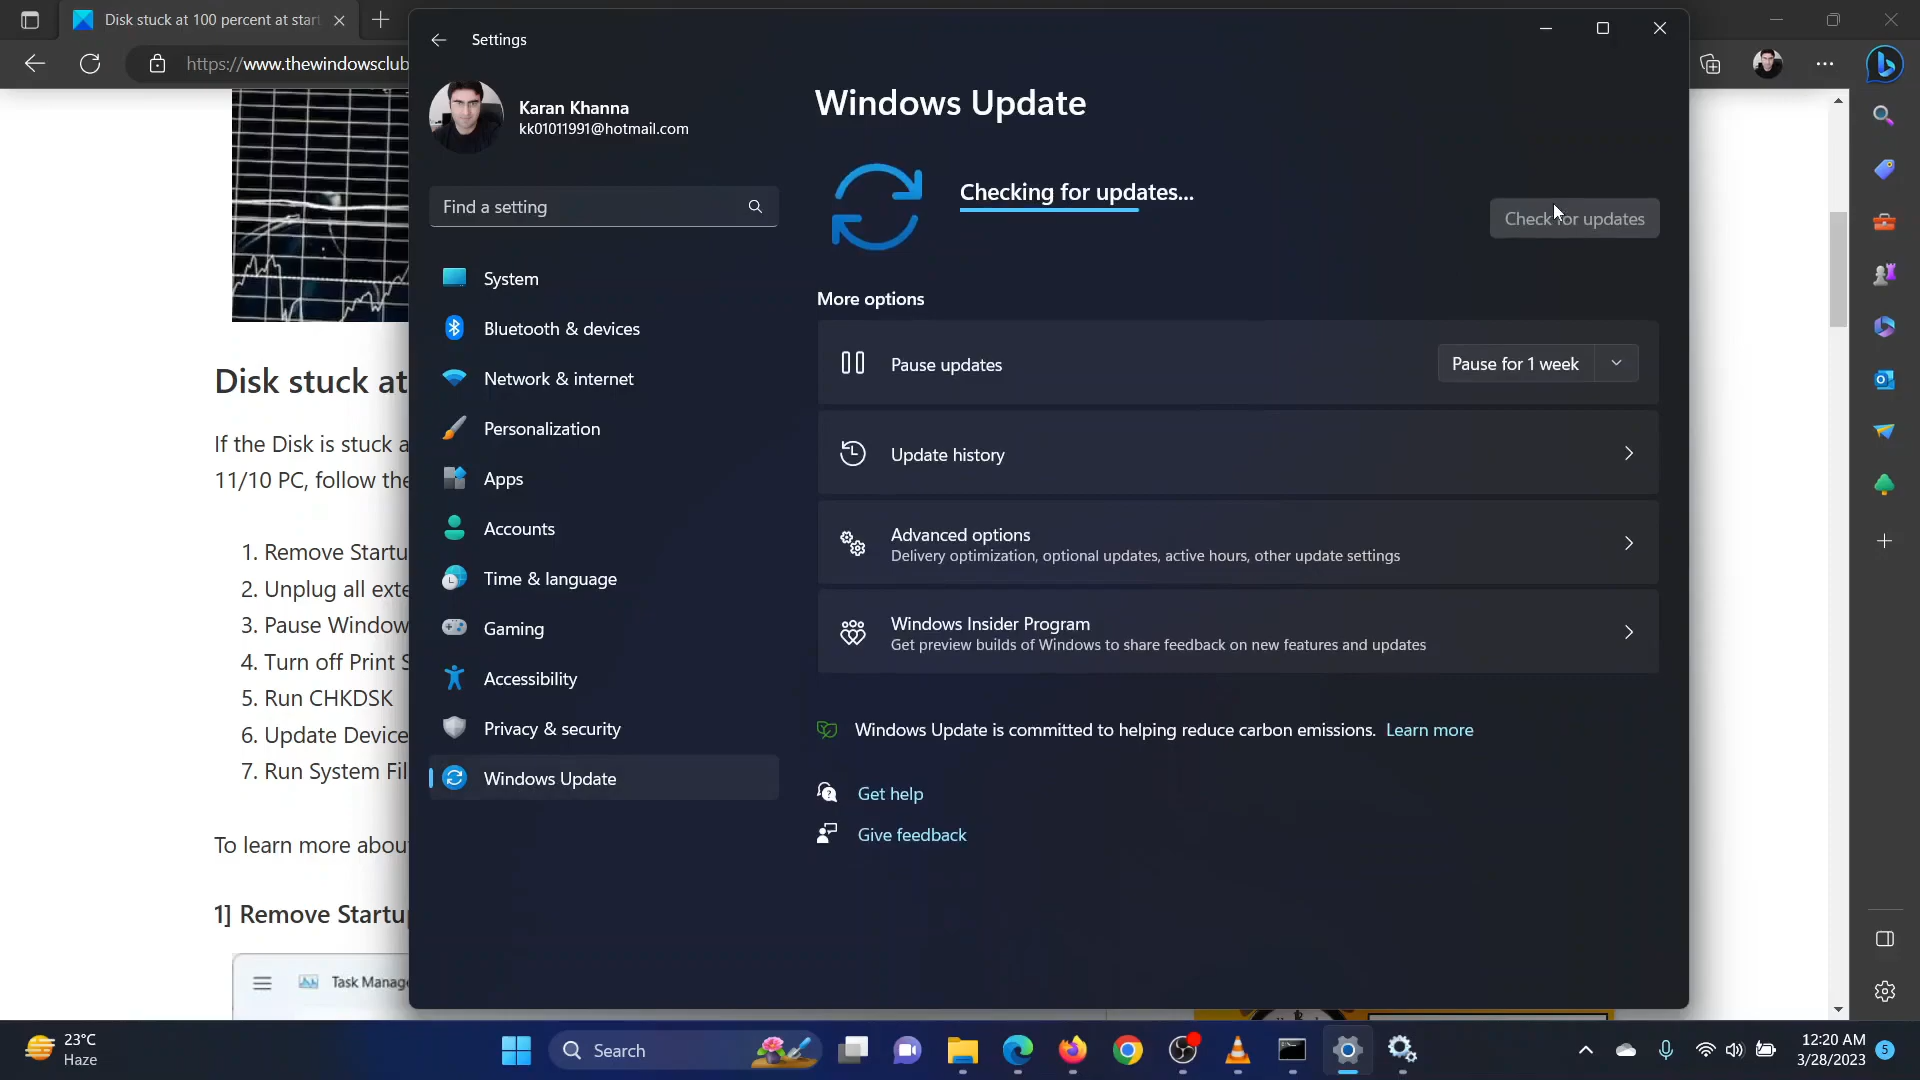 Disk stuck at 100 percent at star
https://www.thewindowsclub
Settings
Karan Khanna
kk01011991@hotmail.com
Find a setting
System
Bluetooth & devices
Network & internet
Personalization
Apps
Accounts
Time & language
Gaming
Accessibility
Privacy & security
Windows Update
Windows Update
Checking for updates...
Check for updates
More options
Pause updates
Pause for 1 week
Update history
Advanced options
Delivery optimization, optional updates, active hours, other update settings
Windows Insider Program
Get preview builds of Windows to share feedback on new features and updates
Windows Update is committed to helping reduce carbon emissions. Learn more
Get help
Give feedback
Disk stuck at
If the Disk is stuck a
11/10 PC, follow the
1. Remove Startu
2. Unplug all exte
3. Pause Window
4. Turn off Print S
5. Run CHKDSK
6. Update Device
7. Run System Fil
To learn more abou
1] Remove Startu
Task Manage
23°C
Haze
Search
12:20 AM
3/28/2023
5